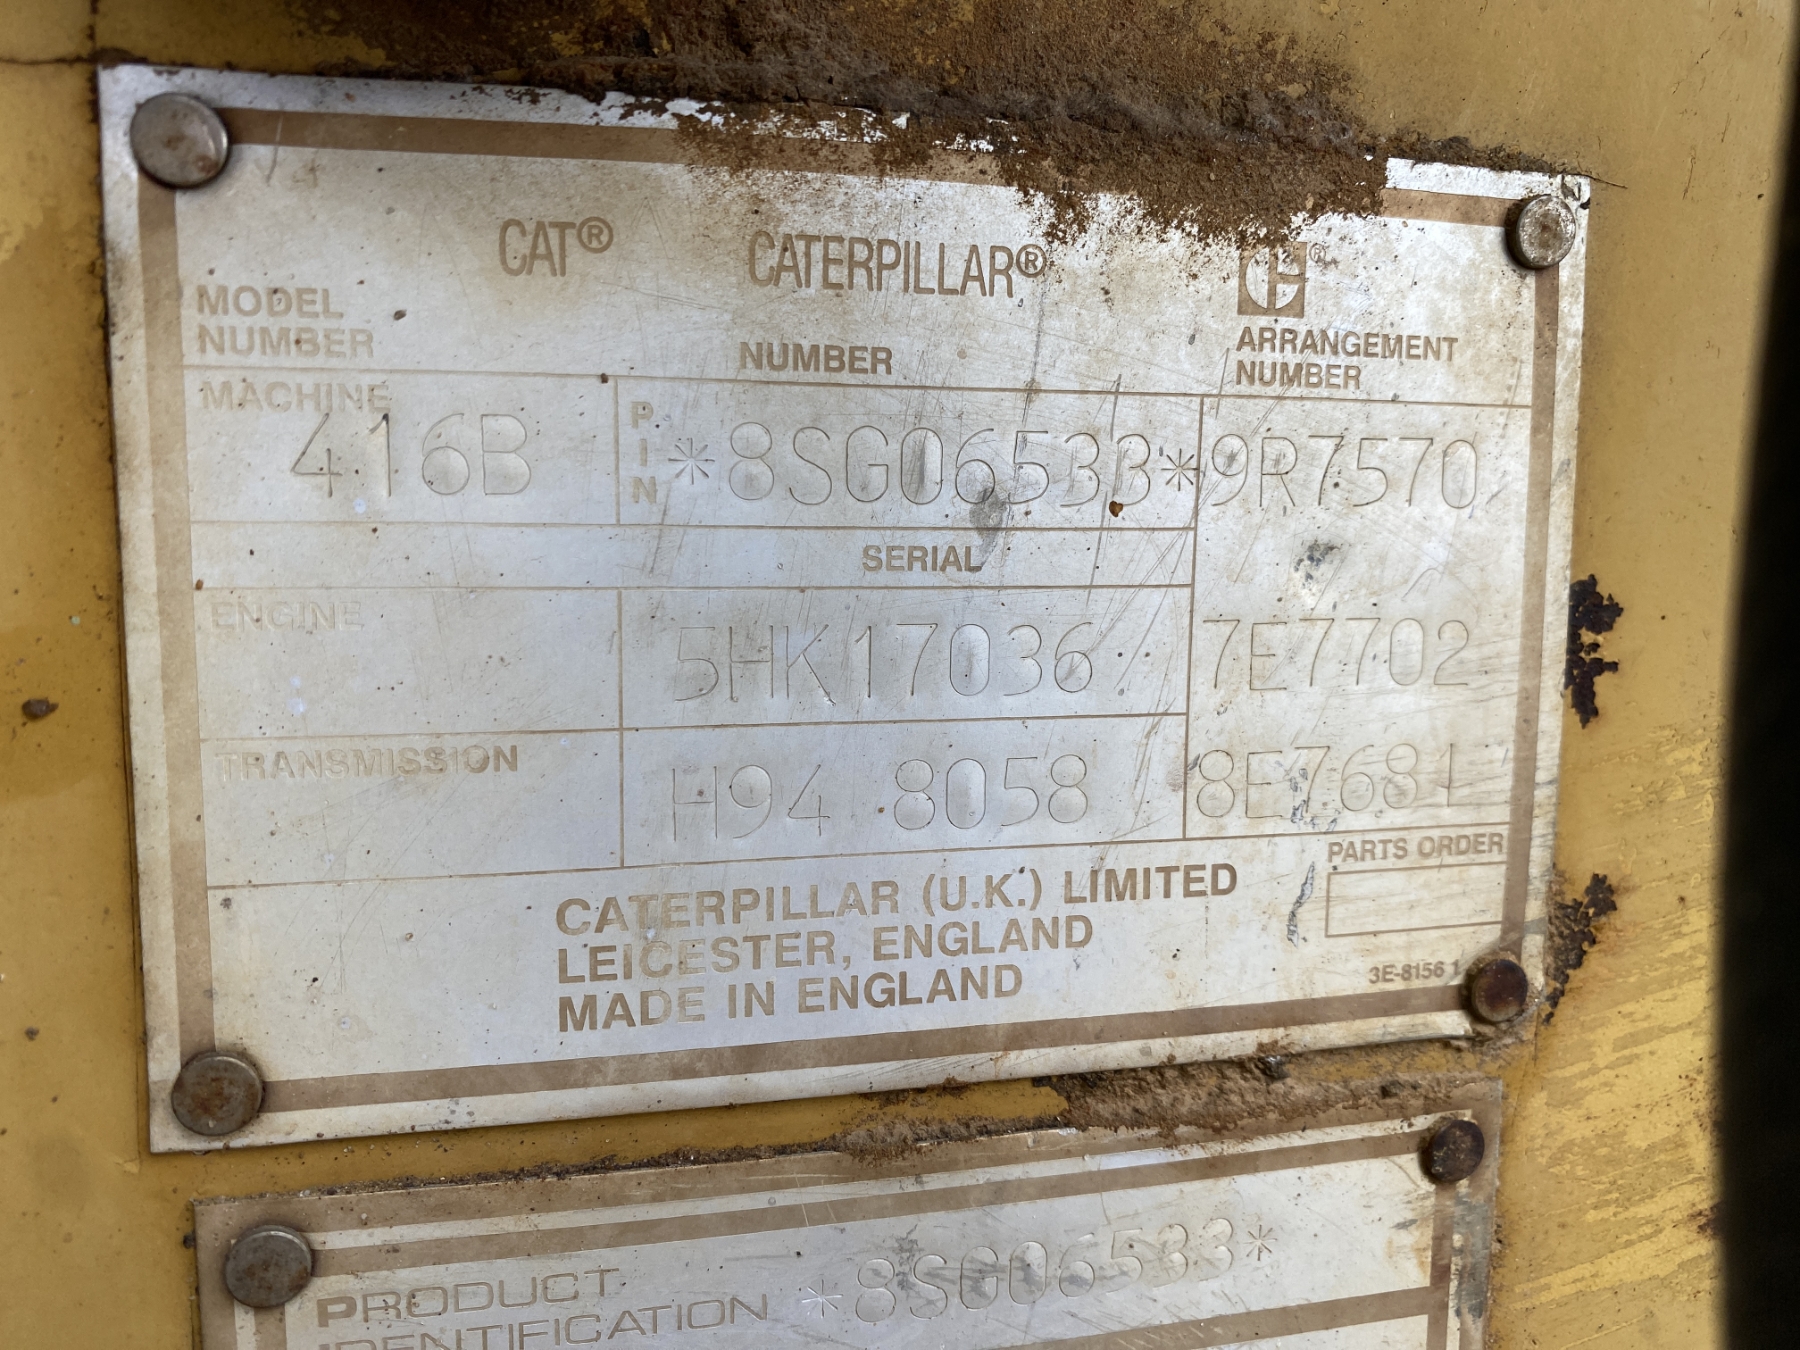 CAT® CATERPILLAR® ®
MODEL
NUMBER
NUMBER
ARRANGEMENT
NUMBER
MACHINE
416B
PIN
*8SG06533*
9R7570
SERIAL
ENGINE
5HK17036
7E7702
TRANSMISSION
H94 8058
8E7681
PARTS ORDER
CATERPILLAR (U.K.) LIMITED
LEICESTER, ENGLAND
MADE IN ENGLAND
3E-8156 1
PRODUCT
IDENTIFICATION
*8SG06533*